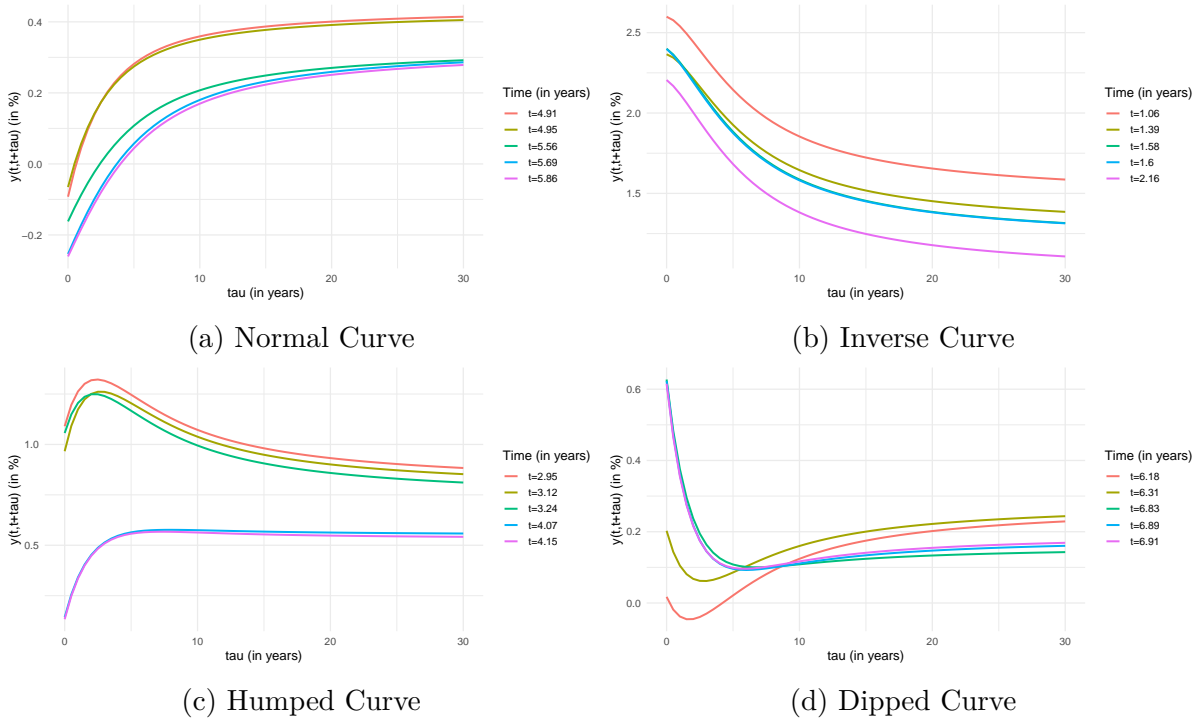 y(t,t+tau) (in %)
0.4
0.2
0.0
−0.2
0 10 20 30
tau (in years)
Time (in years)
t=4.91
t=4.95
t=5.56
t=5.69
t=5.86
(a) Normal Curve
y(t,t+tau) (in %)
2.5
2.0
1.5
0 10 20 30
tau (in years)
Time (in years)
t=1.06
t=1.39
t=1.58
t=1.6
t=2.16
(b) Inverse Curve
y(t,t+tau) (in %)
1.0
0.5
0 10 20 30
tau (in years)
Time (in years)
t=2.95
t=3.12
t=3.24
t=4.07
t=4.15
(c) Humped Curve
y(t,t+tau) (in %)
0.6
0.4
0.2
0.0
0 10 20 30
tau (in years)
Time (in years)
t=6.18
t=6.31
t=6.83
t=6.89
t=6.91
(d) Dipped Curve